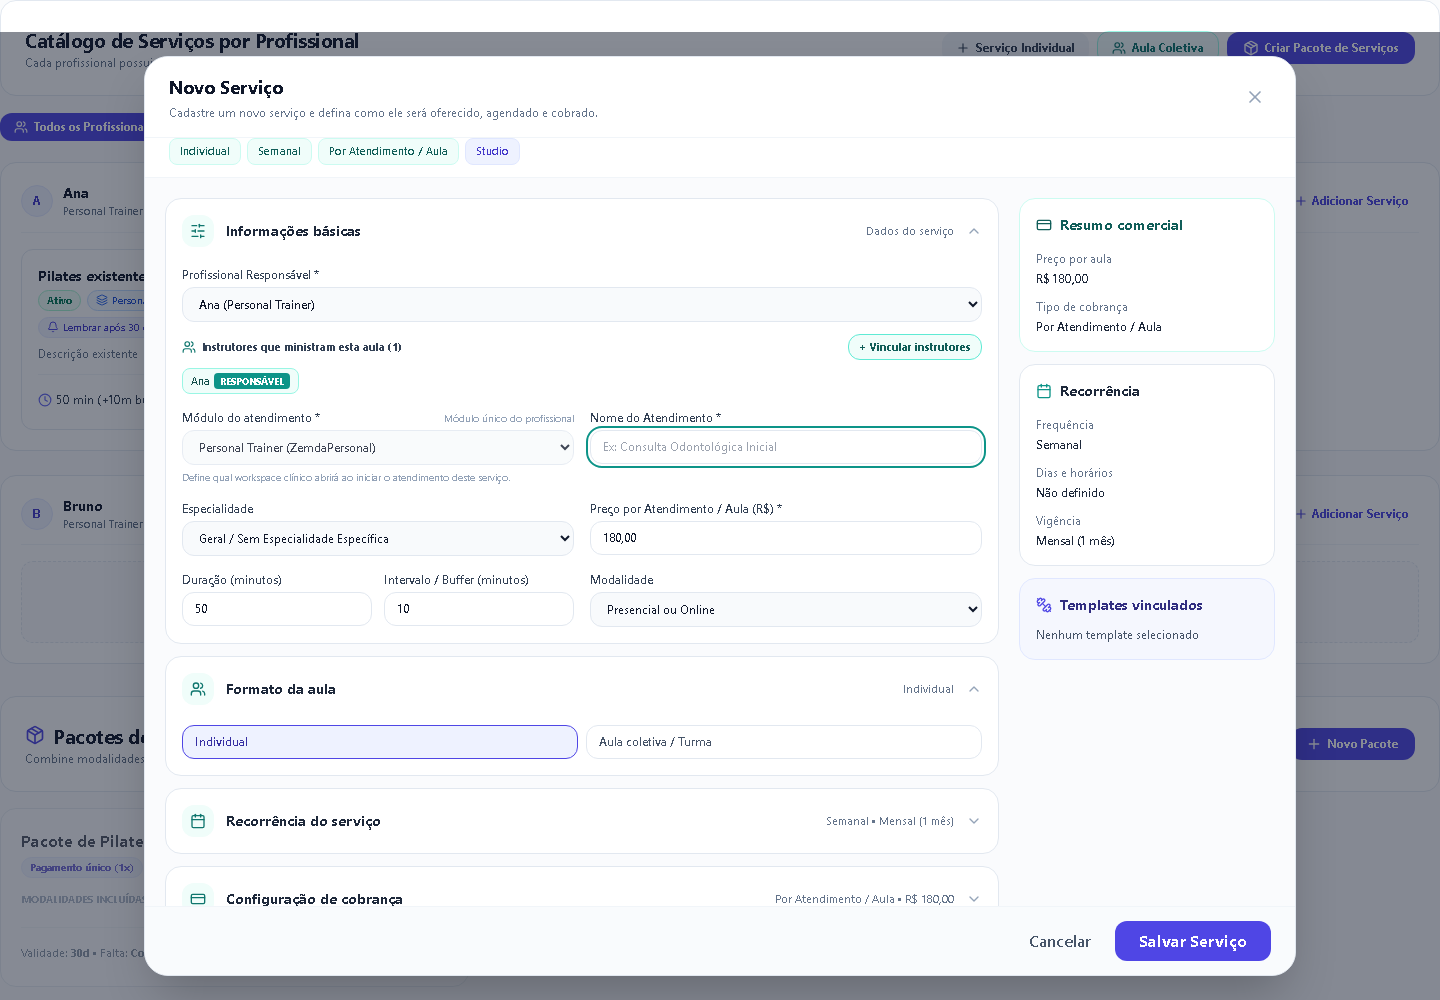 Catálogo de Serviços por Profissional
Cada profissional possui
Serviço Individual
Aula Coletiva
Criar Pacote de Serviços
Novo Serviço
Cadastre um novo serviço e defina como ele será oferecido, agendado e cobrado.
Todos os
Individual
Semanal
Por Atendimento / Aula
Studio
A
Ana
Personal Trainer
+ Adicionar Serviço
Pilates existente
Ativo
Lembrar após 30
Descrição existente
50 min (+10m
B
Bruno
Personal Trainer
+ Adicionar Serviço
Pacotes
Combine modalidades
+ Novo Pacote
Pacote de
Pagamento único (1x)
MODALIDADES INCLUÍDAS
Validade: 30d • Falta:
Informações básicas
Dados do serviço
Profissional Responsável *
Ana (Personal Trainer)
Instrutores que ministram esta aula (1)
+ Vincular instrutores
Ana RESPONSÁVEL
Módulo do atendimento *
Módulo único do profissional
Personal Trainer (ZemdaPersonal)
Define qual workspace clínico abrirá ao iniciar o atendimento deste serviço.
Nome do Atendimento *
Ex: Consulta Odontológica Inicial
Especialidade
Geral / Sem Especialidade Específica
Preço por Atendimento / Aula (R$) *
180,00
Duração (minutos)
50
Intervalo / Buffer (minutos)
10
Modalidade
Presencial ou Online
Formato da aula
Individual
Individual
Aula coletiva / Turma
Recorrência do serviço
Semanal • Mensal (1 mês)
Configuração de cobrança
Por Atendimento / Aula • R$ 180,00
Resumo comercial
Preço por aula
R$ 180,00
Tipo de cobrança
Por Atendimento / Aula
Recorrência
Frequência
Semanal
Dias e horários
Não definido
Vigência
Mensal (1 mês)
Templates vinculados
Nenhum template selecionado
Cancelar
Salvar Serviço